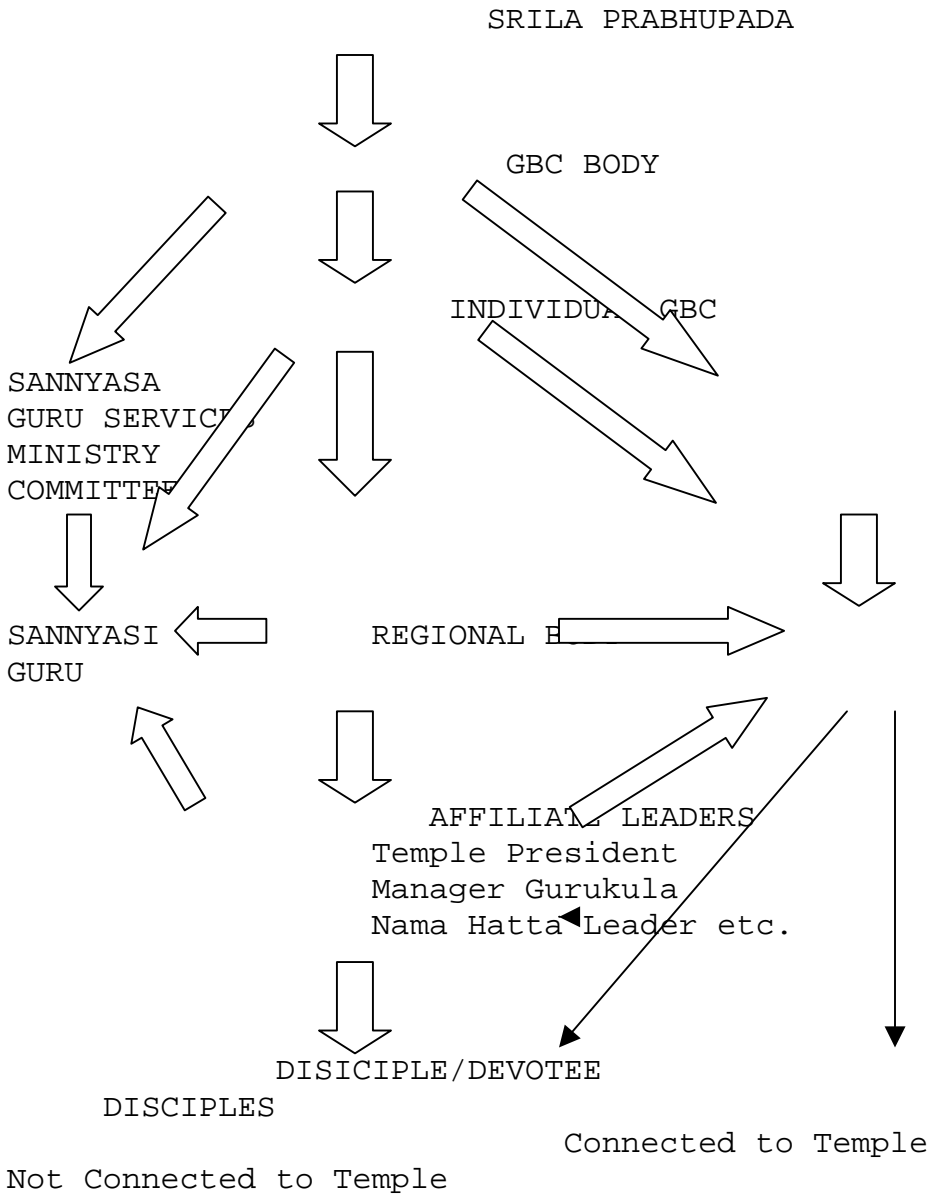 SRILA PRABHUPADA
GBC BODY
INDIVIDUAL GBC
SANNYASA
GURU SERVICES
MINISTRY
COMMITTEE
SANNYASI REGIONAL
GURU
AFFILIATE LEADERS
Temple President
Manager Gurukula
Nama Hatta Leader etc.
DISICIPLE/DEVOTEE
DISCIPLES
Connected to Temple
Not Connected to Temple